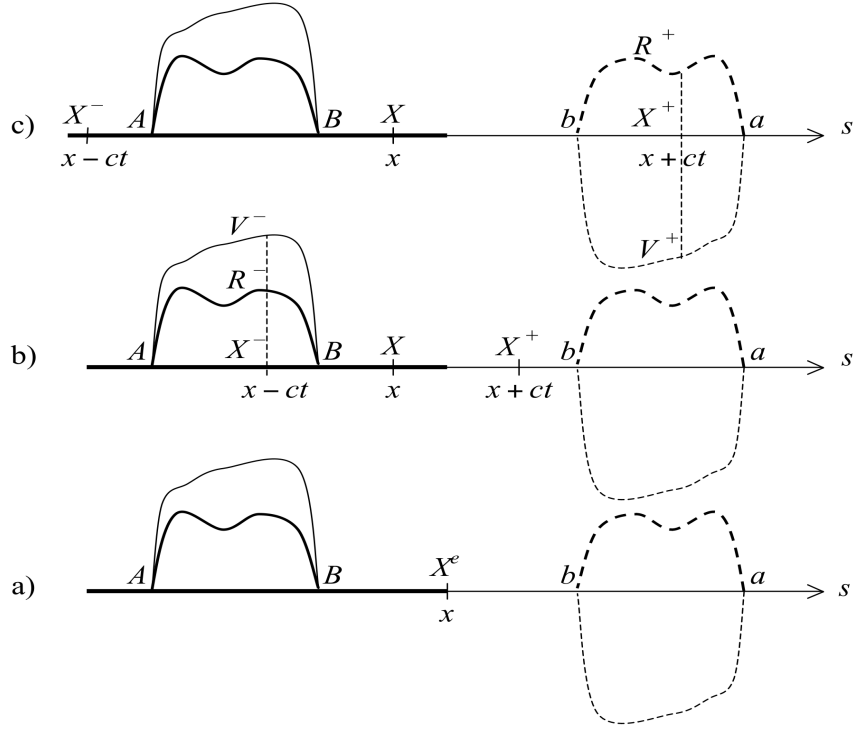 R⁺
X⁻ A B X X⁺ b a
c) s
x − ct x x + ct
V⁻ V⁺
R⁻
A X⁻ B X X⁺ b a
b) s
x − ct x x + ct
A B Xᵉ b a
a) s
x